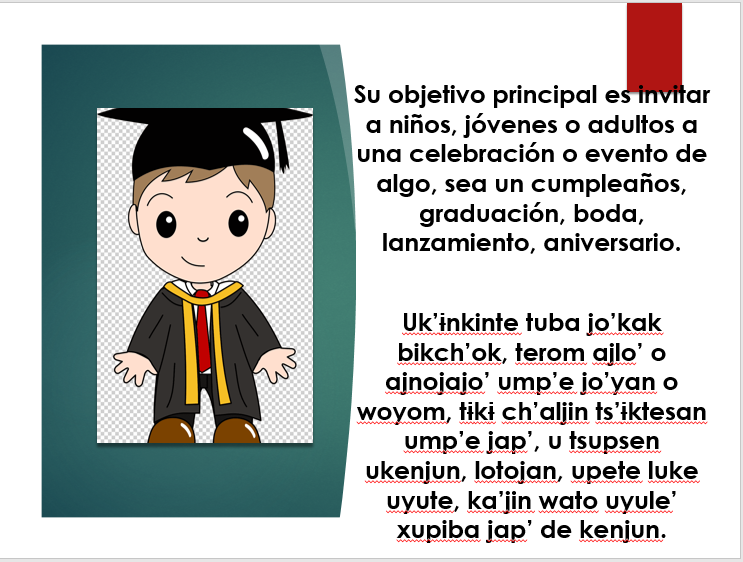 Su objetivo principal es invitar
a niños, jóvenes o adultos a
una celebración o evento de
algo, sea un cumpleaños,
graduación, boda,
lanzamiento, aniversario.
Uk’ɨnkinte tuba jo’kak
bikch’ok, terom ajlo’ o
ajnojajo’ ump’e jo’yan o
woyom, tɨkɨ ch’aljin ts’ɨktesan
ump’e jap’, u tsupsen
ukenjun, lotojan, upete luke
uyute, ka’jin wato uyule’
xupiba jap’ de kenjun.